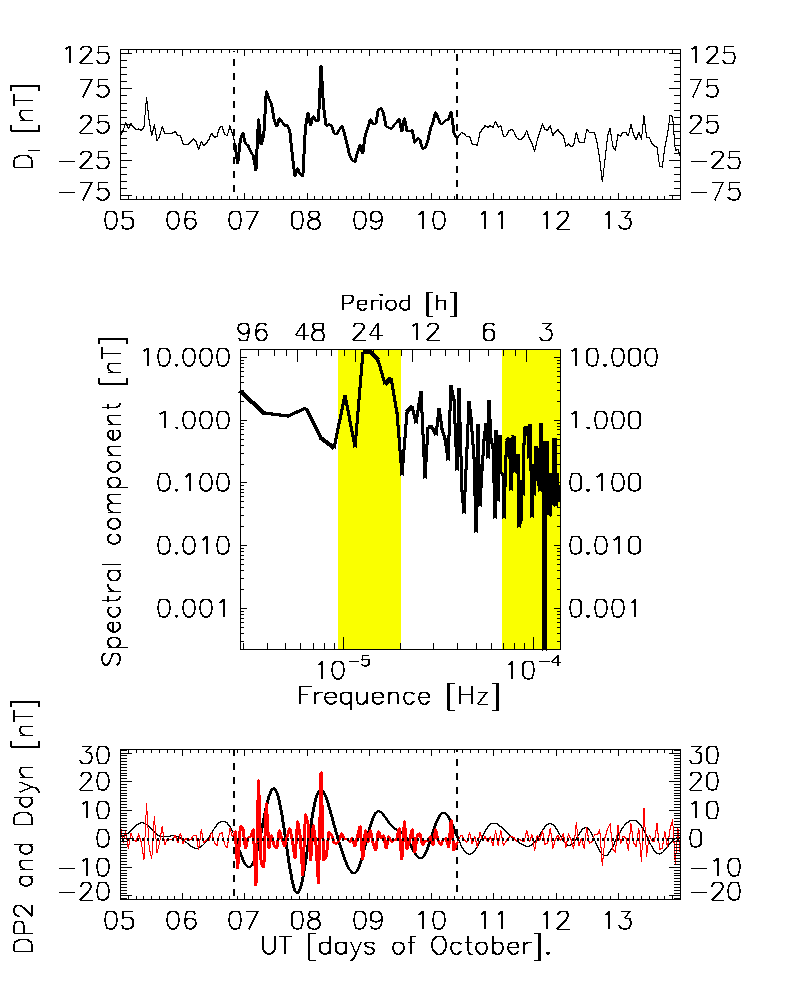 125 125
75 75
D_I [nT]
25 25
−25 −25
−75 −75
05 06 07 08 09 10 11 12 13
Period [h]
96 48 24 12 6 3
10.000 10.000
1.000 1.000
Spectral component [nT]
0.100 0.100
0.010 0.010
0.001 0.001
10^-5 10^-4
Frequence [Hz]
30 30
20 20
10 10
DP2 and Ddyn [nT]
0 0
−10 −10
−20 −20
05 06 07 08 09 10 11 12 13
UT [days of October].